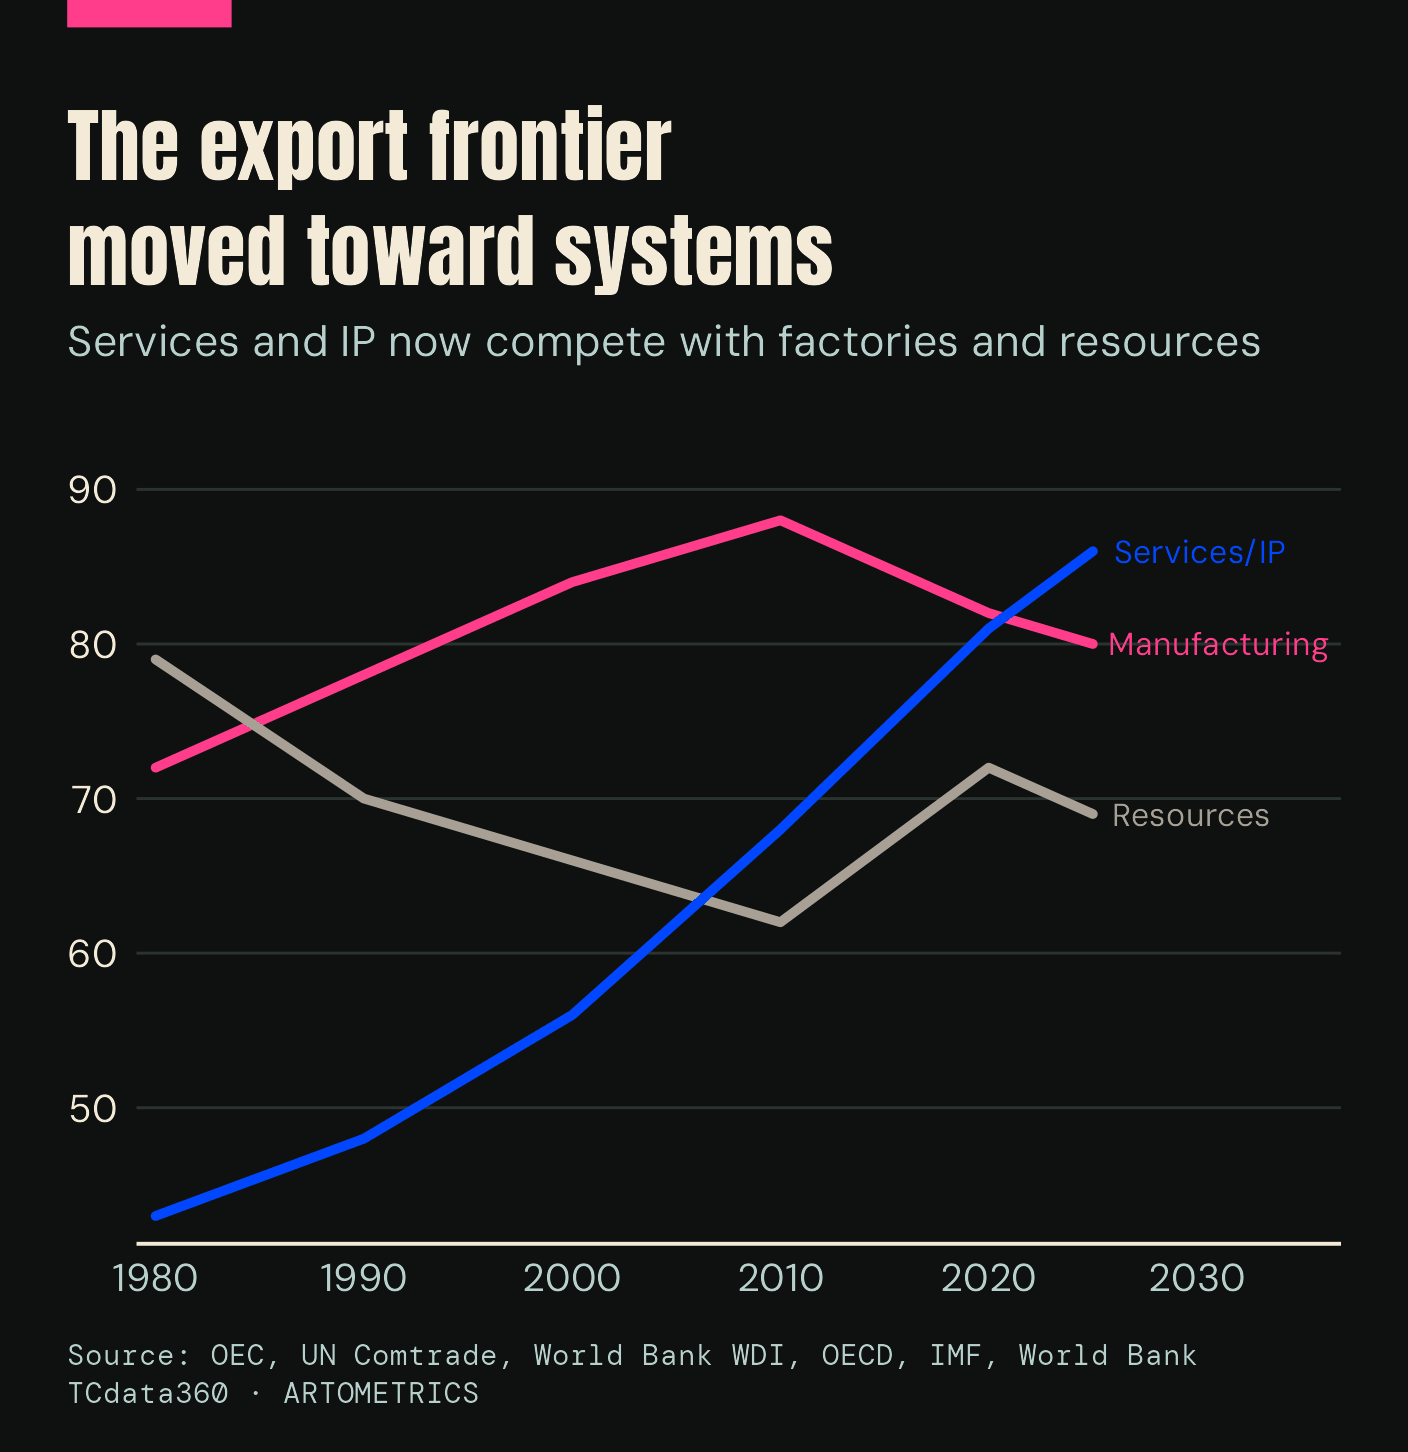 The export frontier
moved toward systems
Services and IP now compete with factories and resources
90
80
70
60
50
Services/IP
Manufacturing
Resources
1980 1990 2000 2010 2020 2030
Source: OEC, UN Comtrade, World Bank WDI, OECD, IMF, World Bank
TCdata360 · ARTOMETRICS